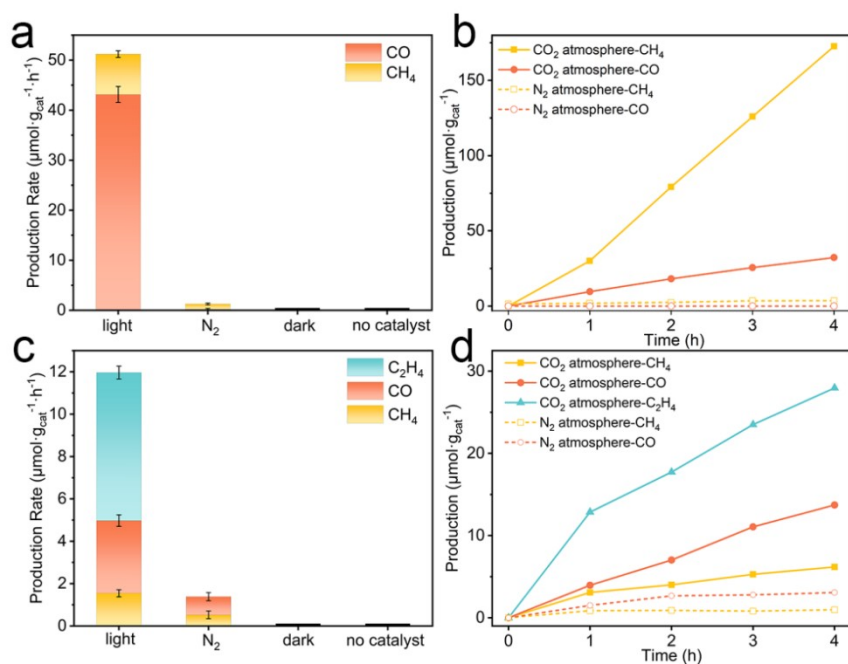 a
CO
CH₄
50
40
30
20
10
0
Production Rate (μmol·g_cat⁻¹·h⁻¹)
light
N₂
dark
no catalyst
b
CO₂ atmosphere-CH₄
CO₂ atmosphere-CO
N₂ atmosphere-CH₄
N₂ atmosphere-CO
150
100
50
0
Production (μmol·g_cat⁻¹)
0 1 2 3 4
Time (h)
c
C₂H₄
CO
CH₄
12
10
8
6
4
2
0
Production Rate (μmol·g_cat⁻¹·h⁻¹)
light
N₂
dark
no catalyst
d
CO₂ atmosphere-CH₄
CO₂ atmosphere-CO
CO₂ atmosphere-C₂H₄
N₂ atmosphere-CH₄
N₂ atmosphere-CO
30
20
10
0
Production (μmol·g_cat⁻¹)
0 1 2 3 4
Time (h)